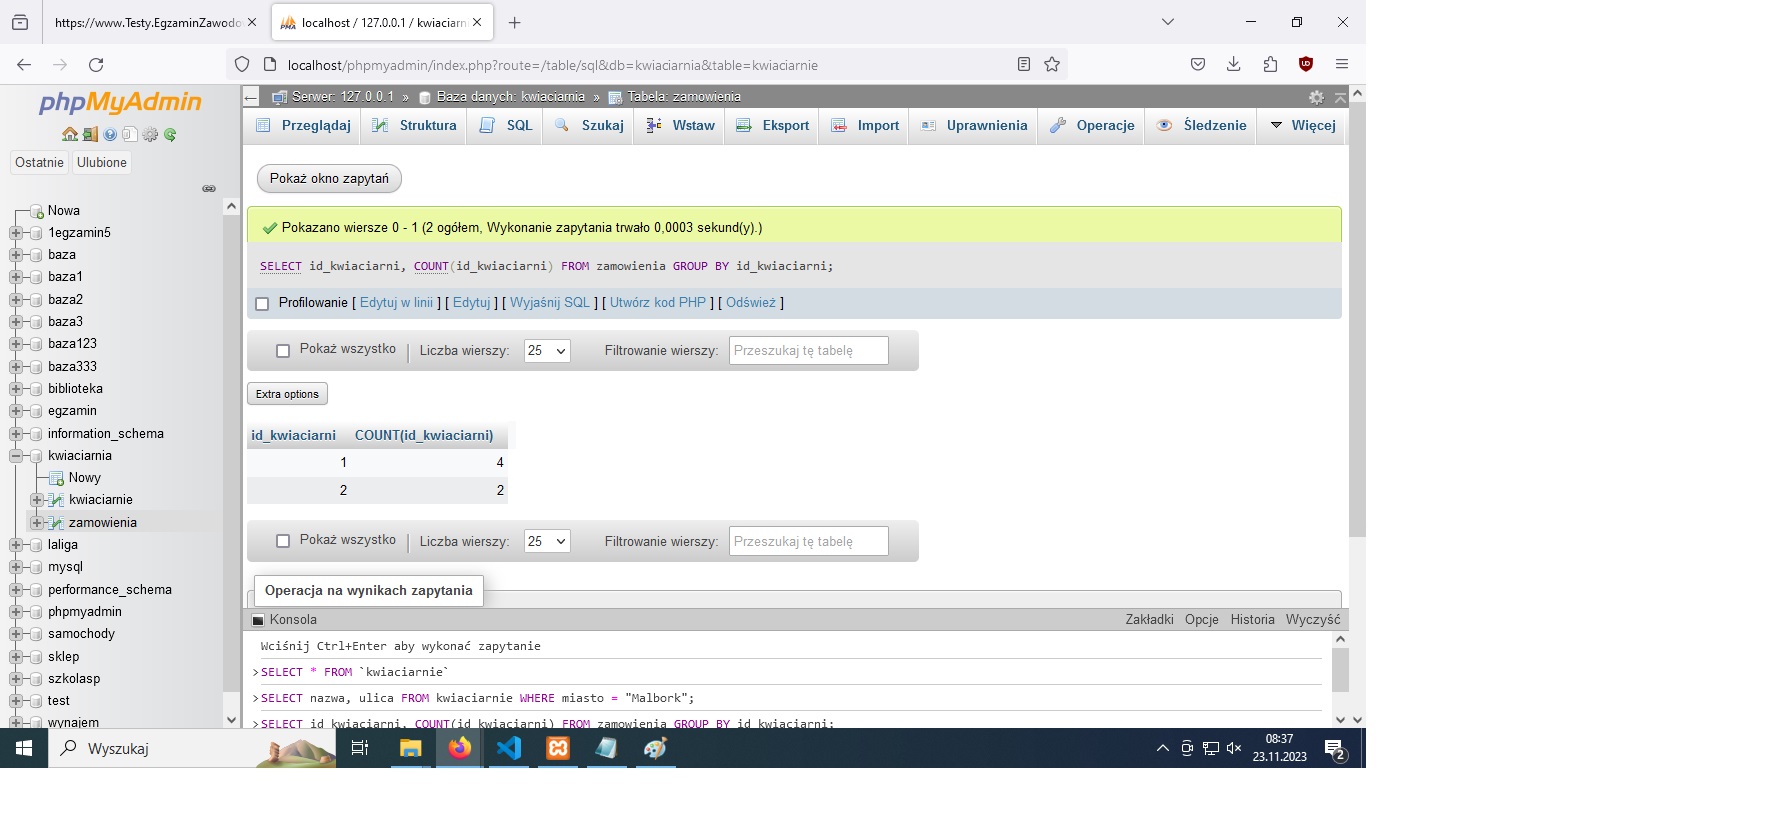 https://www.Testy.EgzaminZawodo
localhost / 127.0.0.1 / kwiaciarni
localhost/phpmyadmin/index.php?route=/table/sql&db=kwiaciarnia&table=kwiaciarnie
phpMyAdmin
Ostatnie
Ulubione
Nowa
1egzamin5
baza
baza1
baza2
baza3
baza123
baza333
biblioteka
egzamin
information_schema
kwiaciarnia
Nowy
kwiaciarnie
zamowienia
laliga
mysql
performance_schema
phpmyadmin
samochody
sklep
szkolasp
test
wynajem
Serwer: 127.0.0.1 » Baza danych: kwiaciarnia » Tabela: zamowienia
Przeglądaj Struktura SQL Szukaj Wstaw Eksport Import Uprawnienia Operacje Śledzenie Więcej
Pokaż okno zapytań
Pokazano wiersze 0 - 1 (2 ogółem, Wykonanie zapytania trwało 0,0003 sekund(y).)
SELECT id_kwiaciarni, COUNT(id_kwiaciarni) FROM zamowienia GROUP BY id_kwiaciarni;
Profilowanie [ Edytuj w linii ] [ Edytuj ] [ Wyjaśnij SQL ] [ Utwórz kod PHP ] [ Odśwież ]
Pokaż wszystko | Liczba wierszy: 25 Filtrowanie wierszy: Przeszukaj tę tabelę
Extra options
id_kwiaciarni COUNT(id_kwiaciarni)
1 4
2 2
Pokaż wszystko | Liczba wierszy: 25 Filtrowanie wierszy: Przeszukaj tę tabelę
Operacja na wynikach zapytania
Konsola Zakładki Opcje Historia Wyczyść
Wciśnij Ctrl+Enter aby wykonać zapytanie
>SELECT * FROM `kwiaciarnie`
>SELECT nazwa, ulica FROM kwiaciarnie WHERE miasto = "Malbork";
>SELECT id_kwiaciarni, COUNT(id_kwiaciarni) FROM zamowienia GROUP BY id_kwiaciarni;
Wyszukaj
08:37
23.11.2023
2